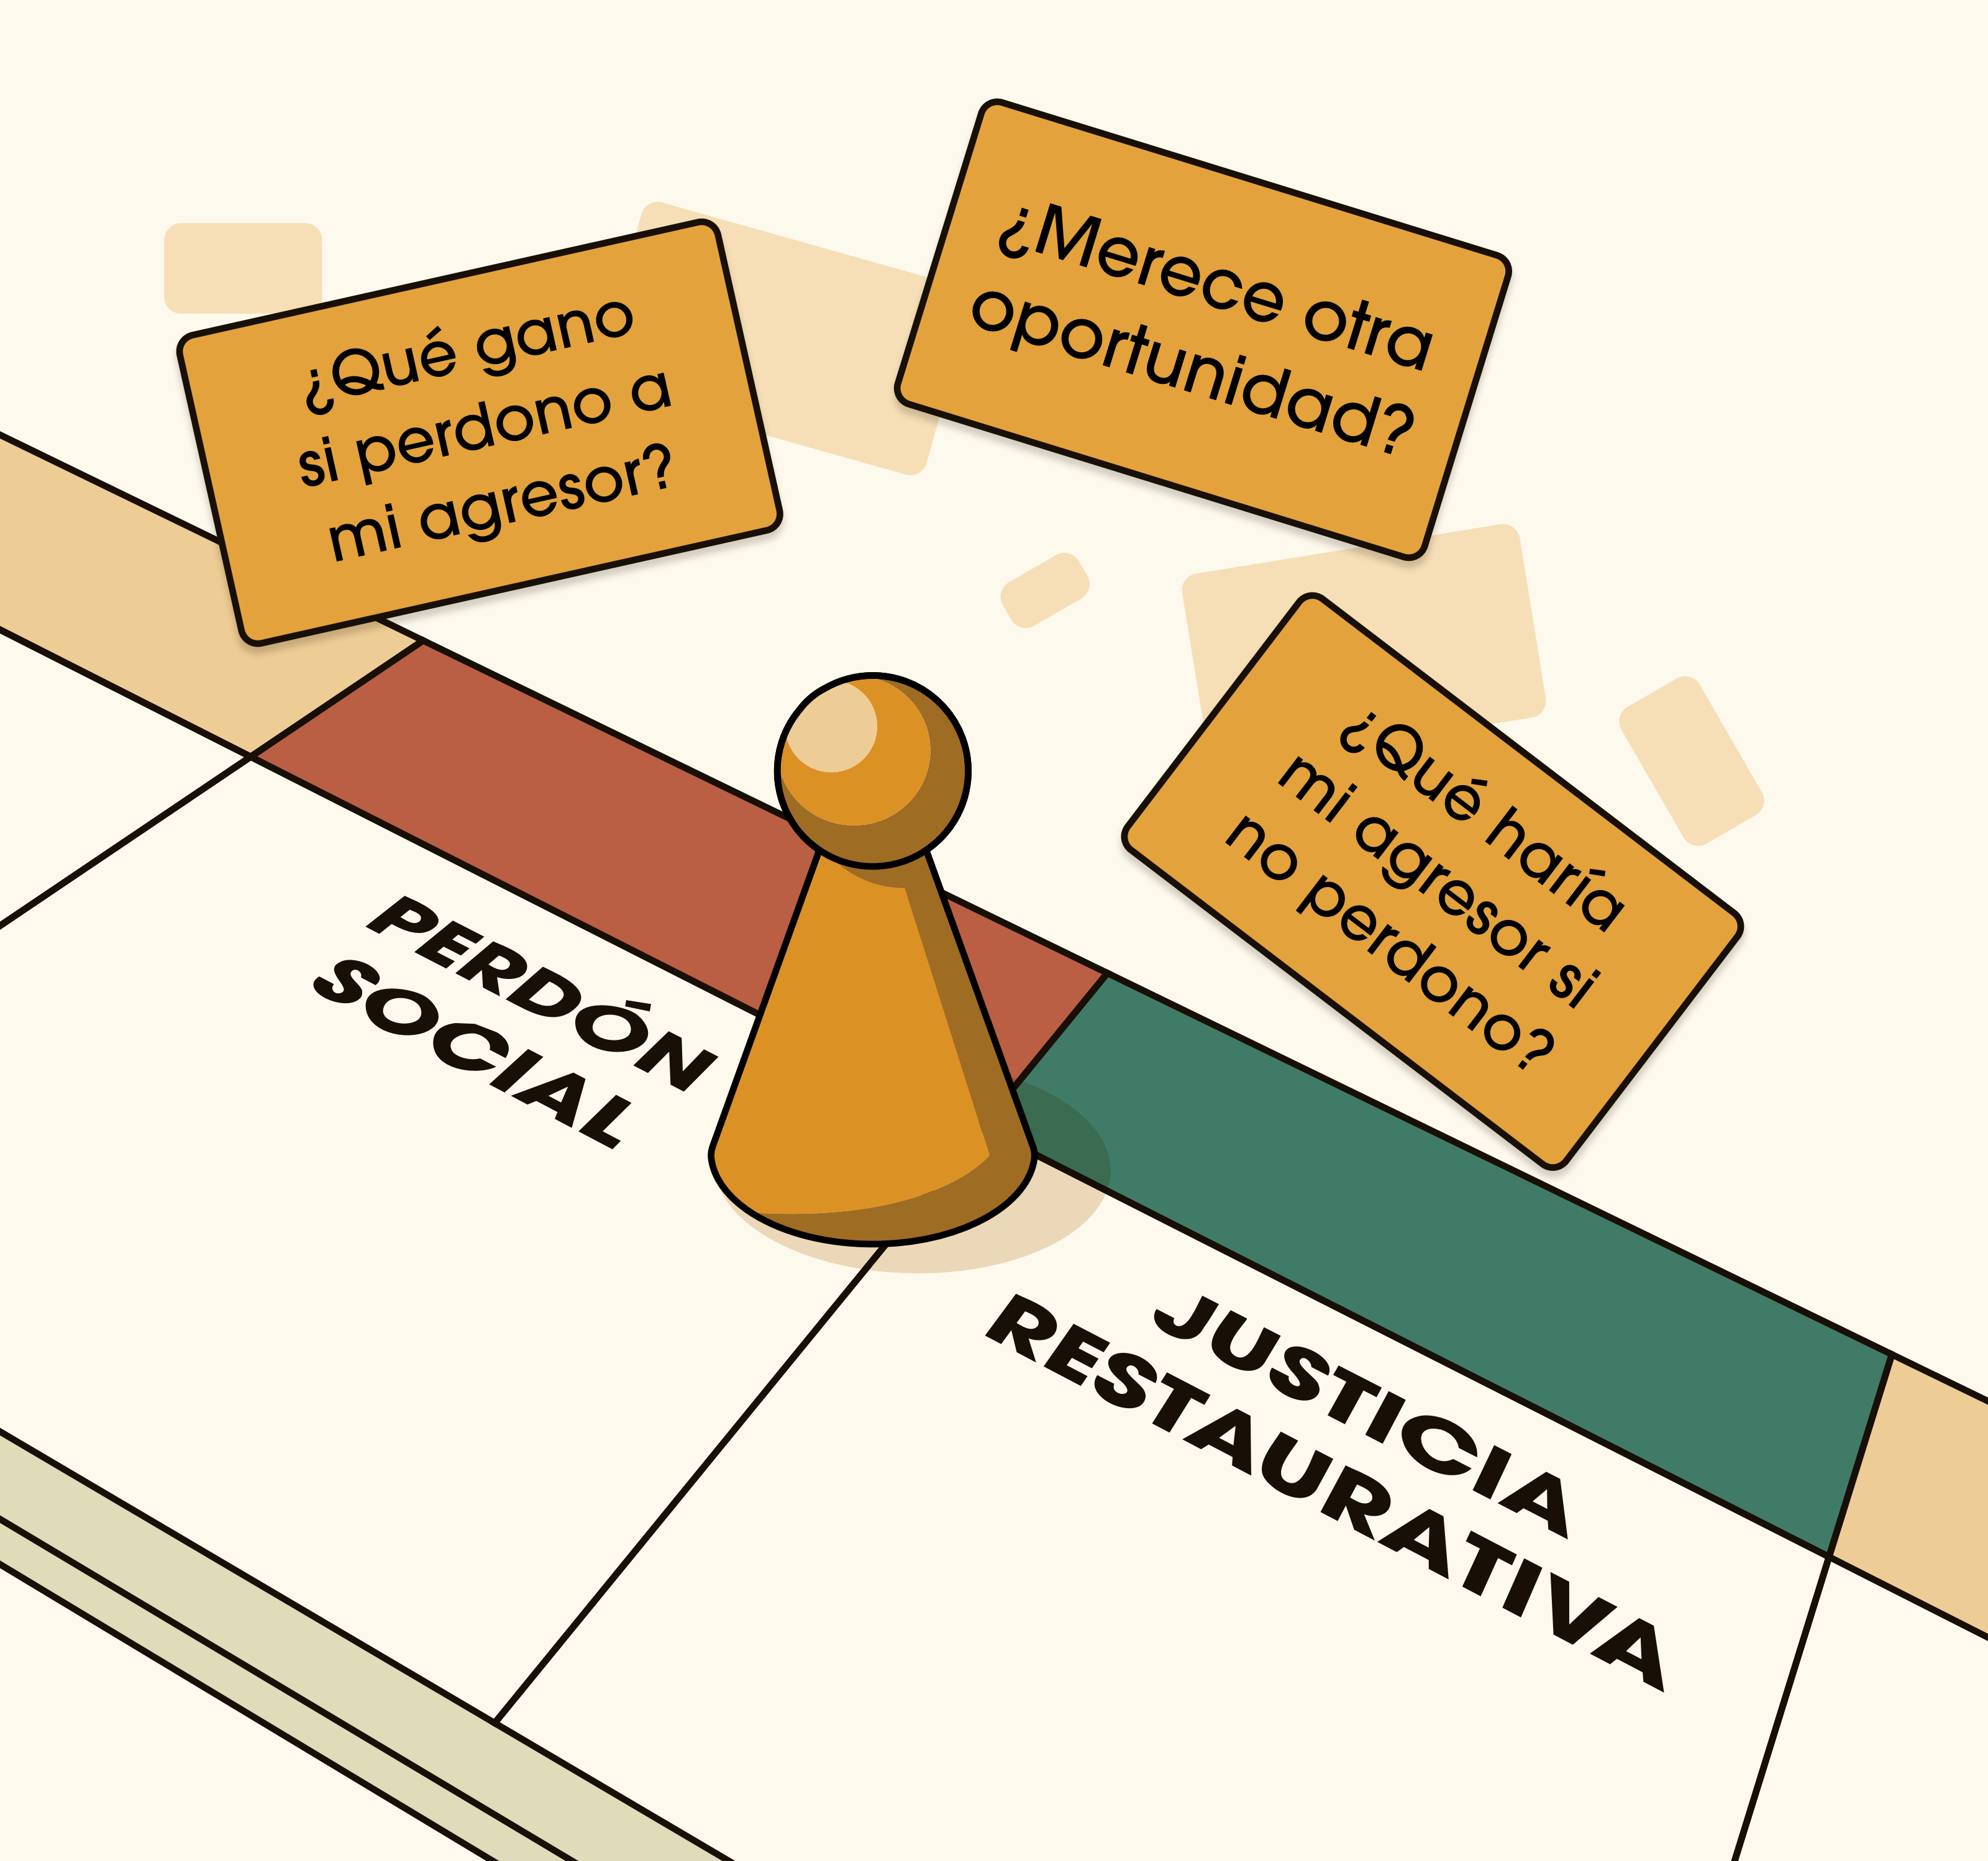 ¿Qué gano
si perdono a
mi agresor?
¿Merece otra
oportunidad?
¿Qué haría
mi agresor si
no perdono?
PERDÓN
SOCIAL
JUSTICIA
RESTAURATIVA